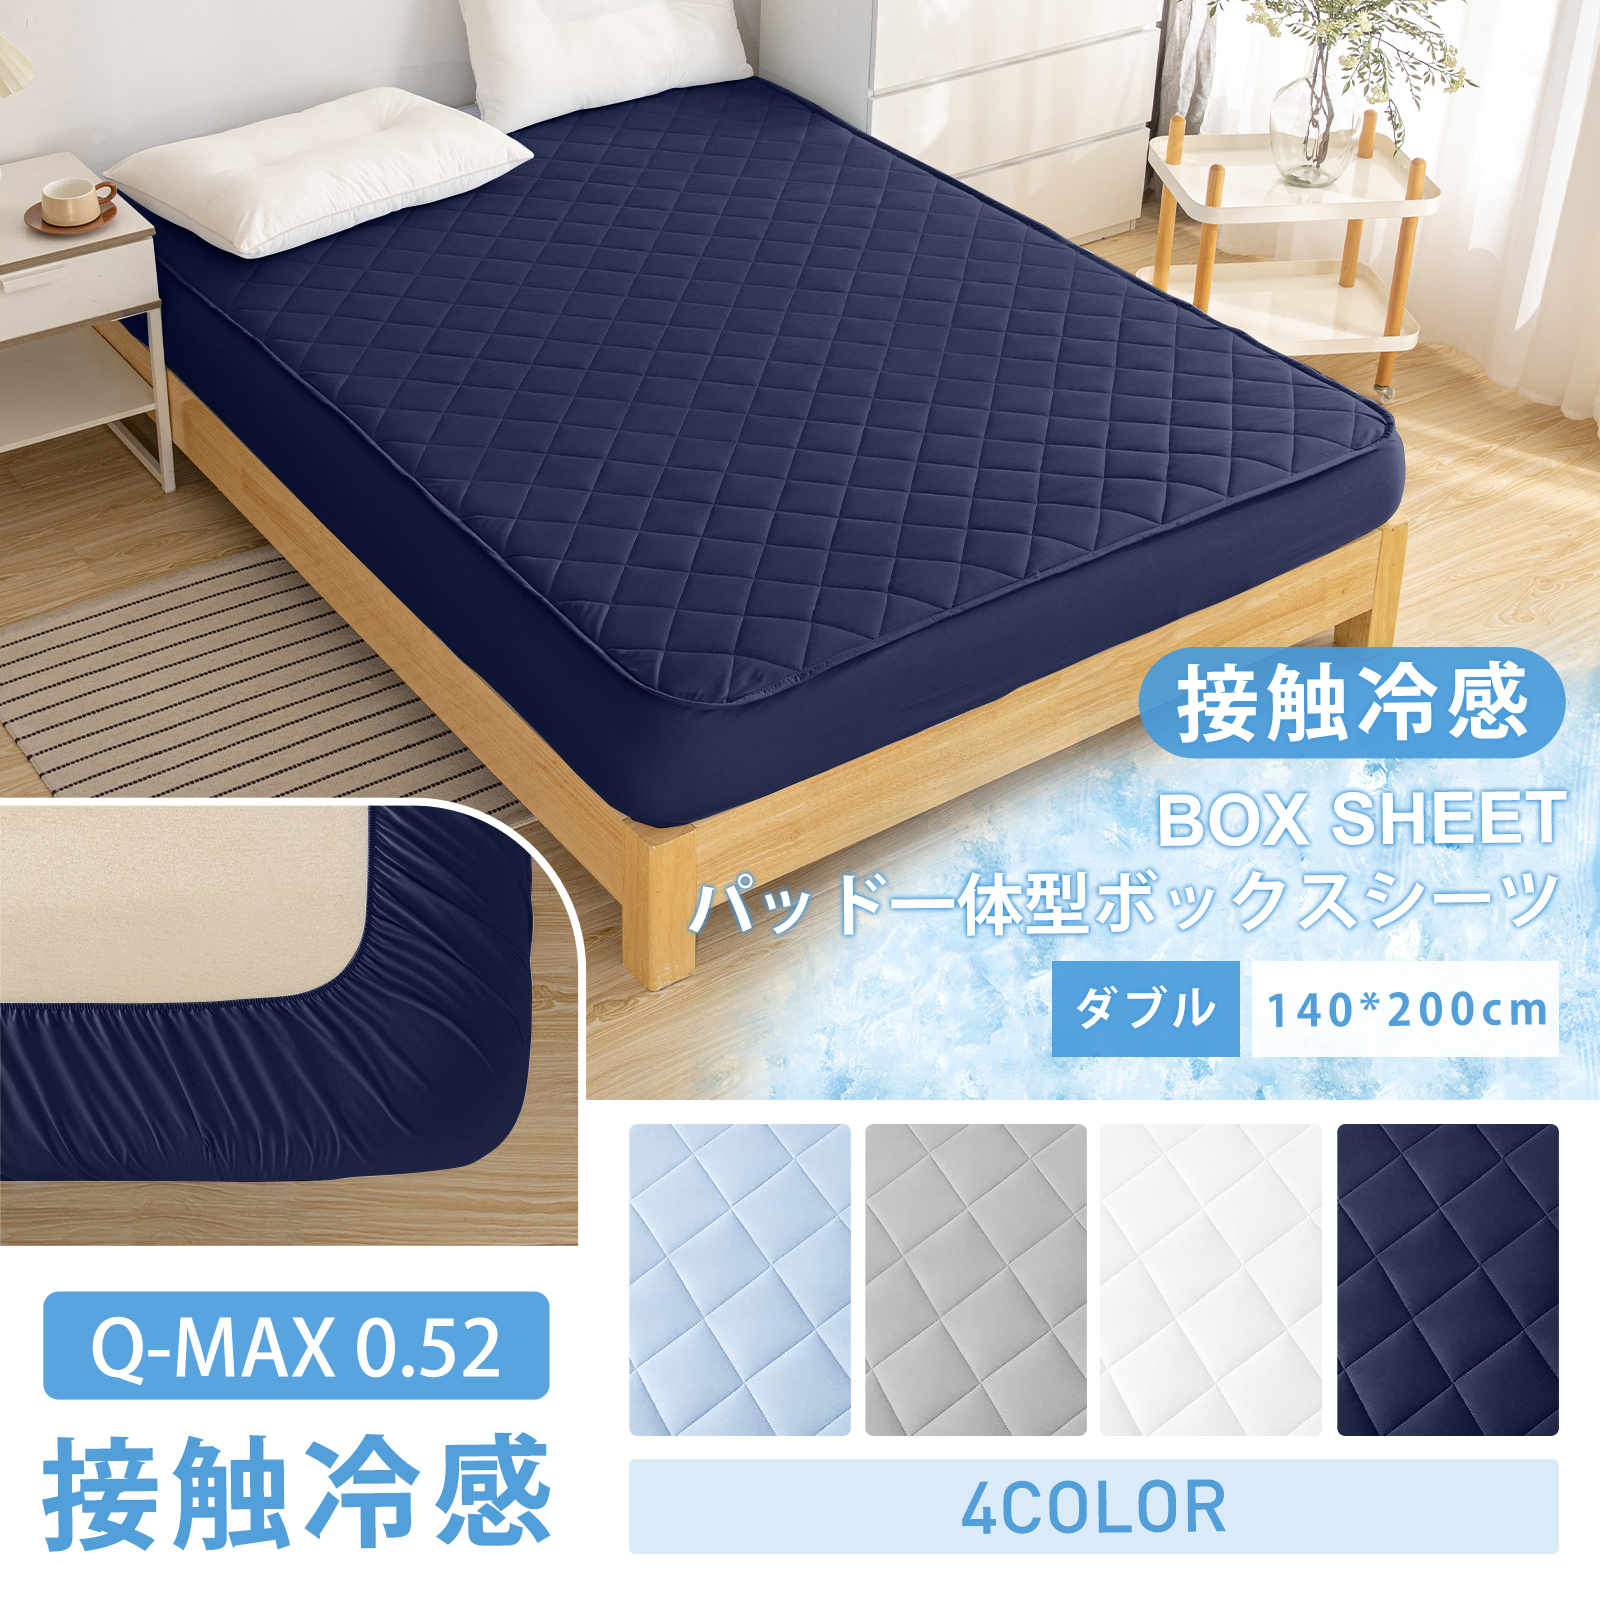 接触冷感
BOX SHEET
パッド一体型ボックスシーツ
ダブル 140*200cm
Q-MAX 0.52
接触冷感
4COLOR